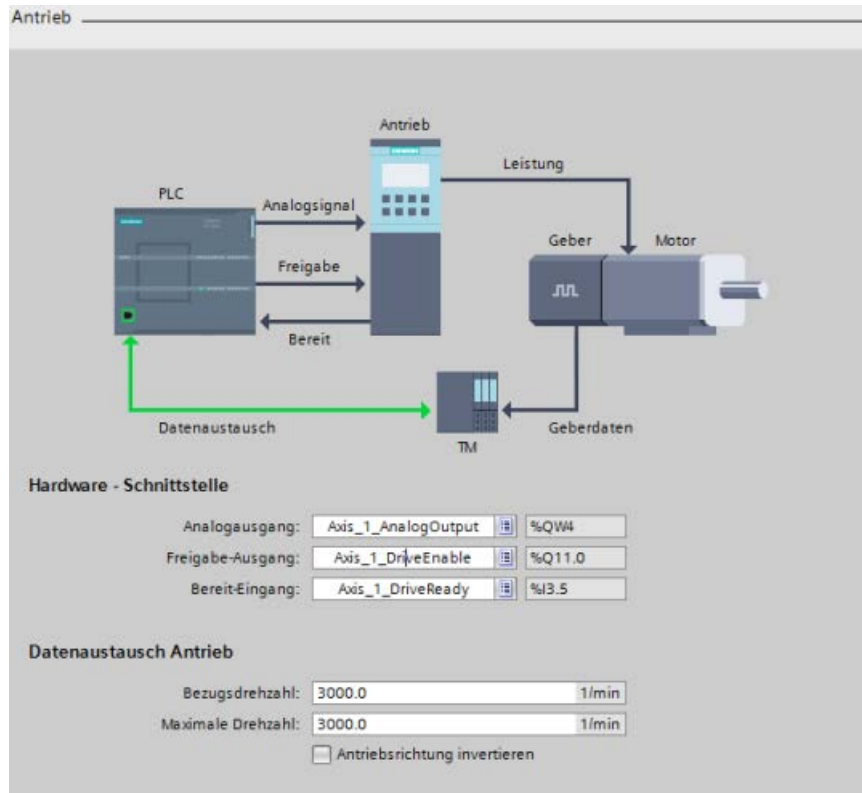 Antrieb
Antrieb
Leistung
PLC
Analogsignal
Geber Motor
Freigabe
Bereit
Datenaustausch
Geberdaten
TM
Hardware - Schnittstelle
Analogausgang: Axis_1_AnalogOutput %QW4
Freigabe-Ausgang: Axis_1_DriveEnable %Q11.0
Bereit-Eingang: Axis_1_DriveReady %I3.5
Datenaustausch Antrieb
Bezugsdrehzahl: 3000.0 1/min
Maximale Drehzahl: 3000.0 1/min
Antriebsrichtung invertieren